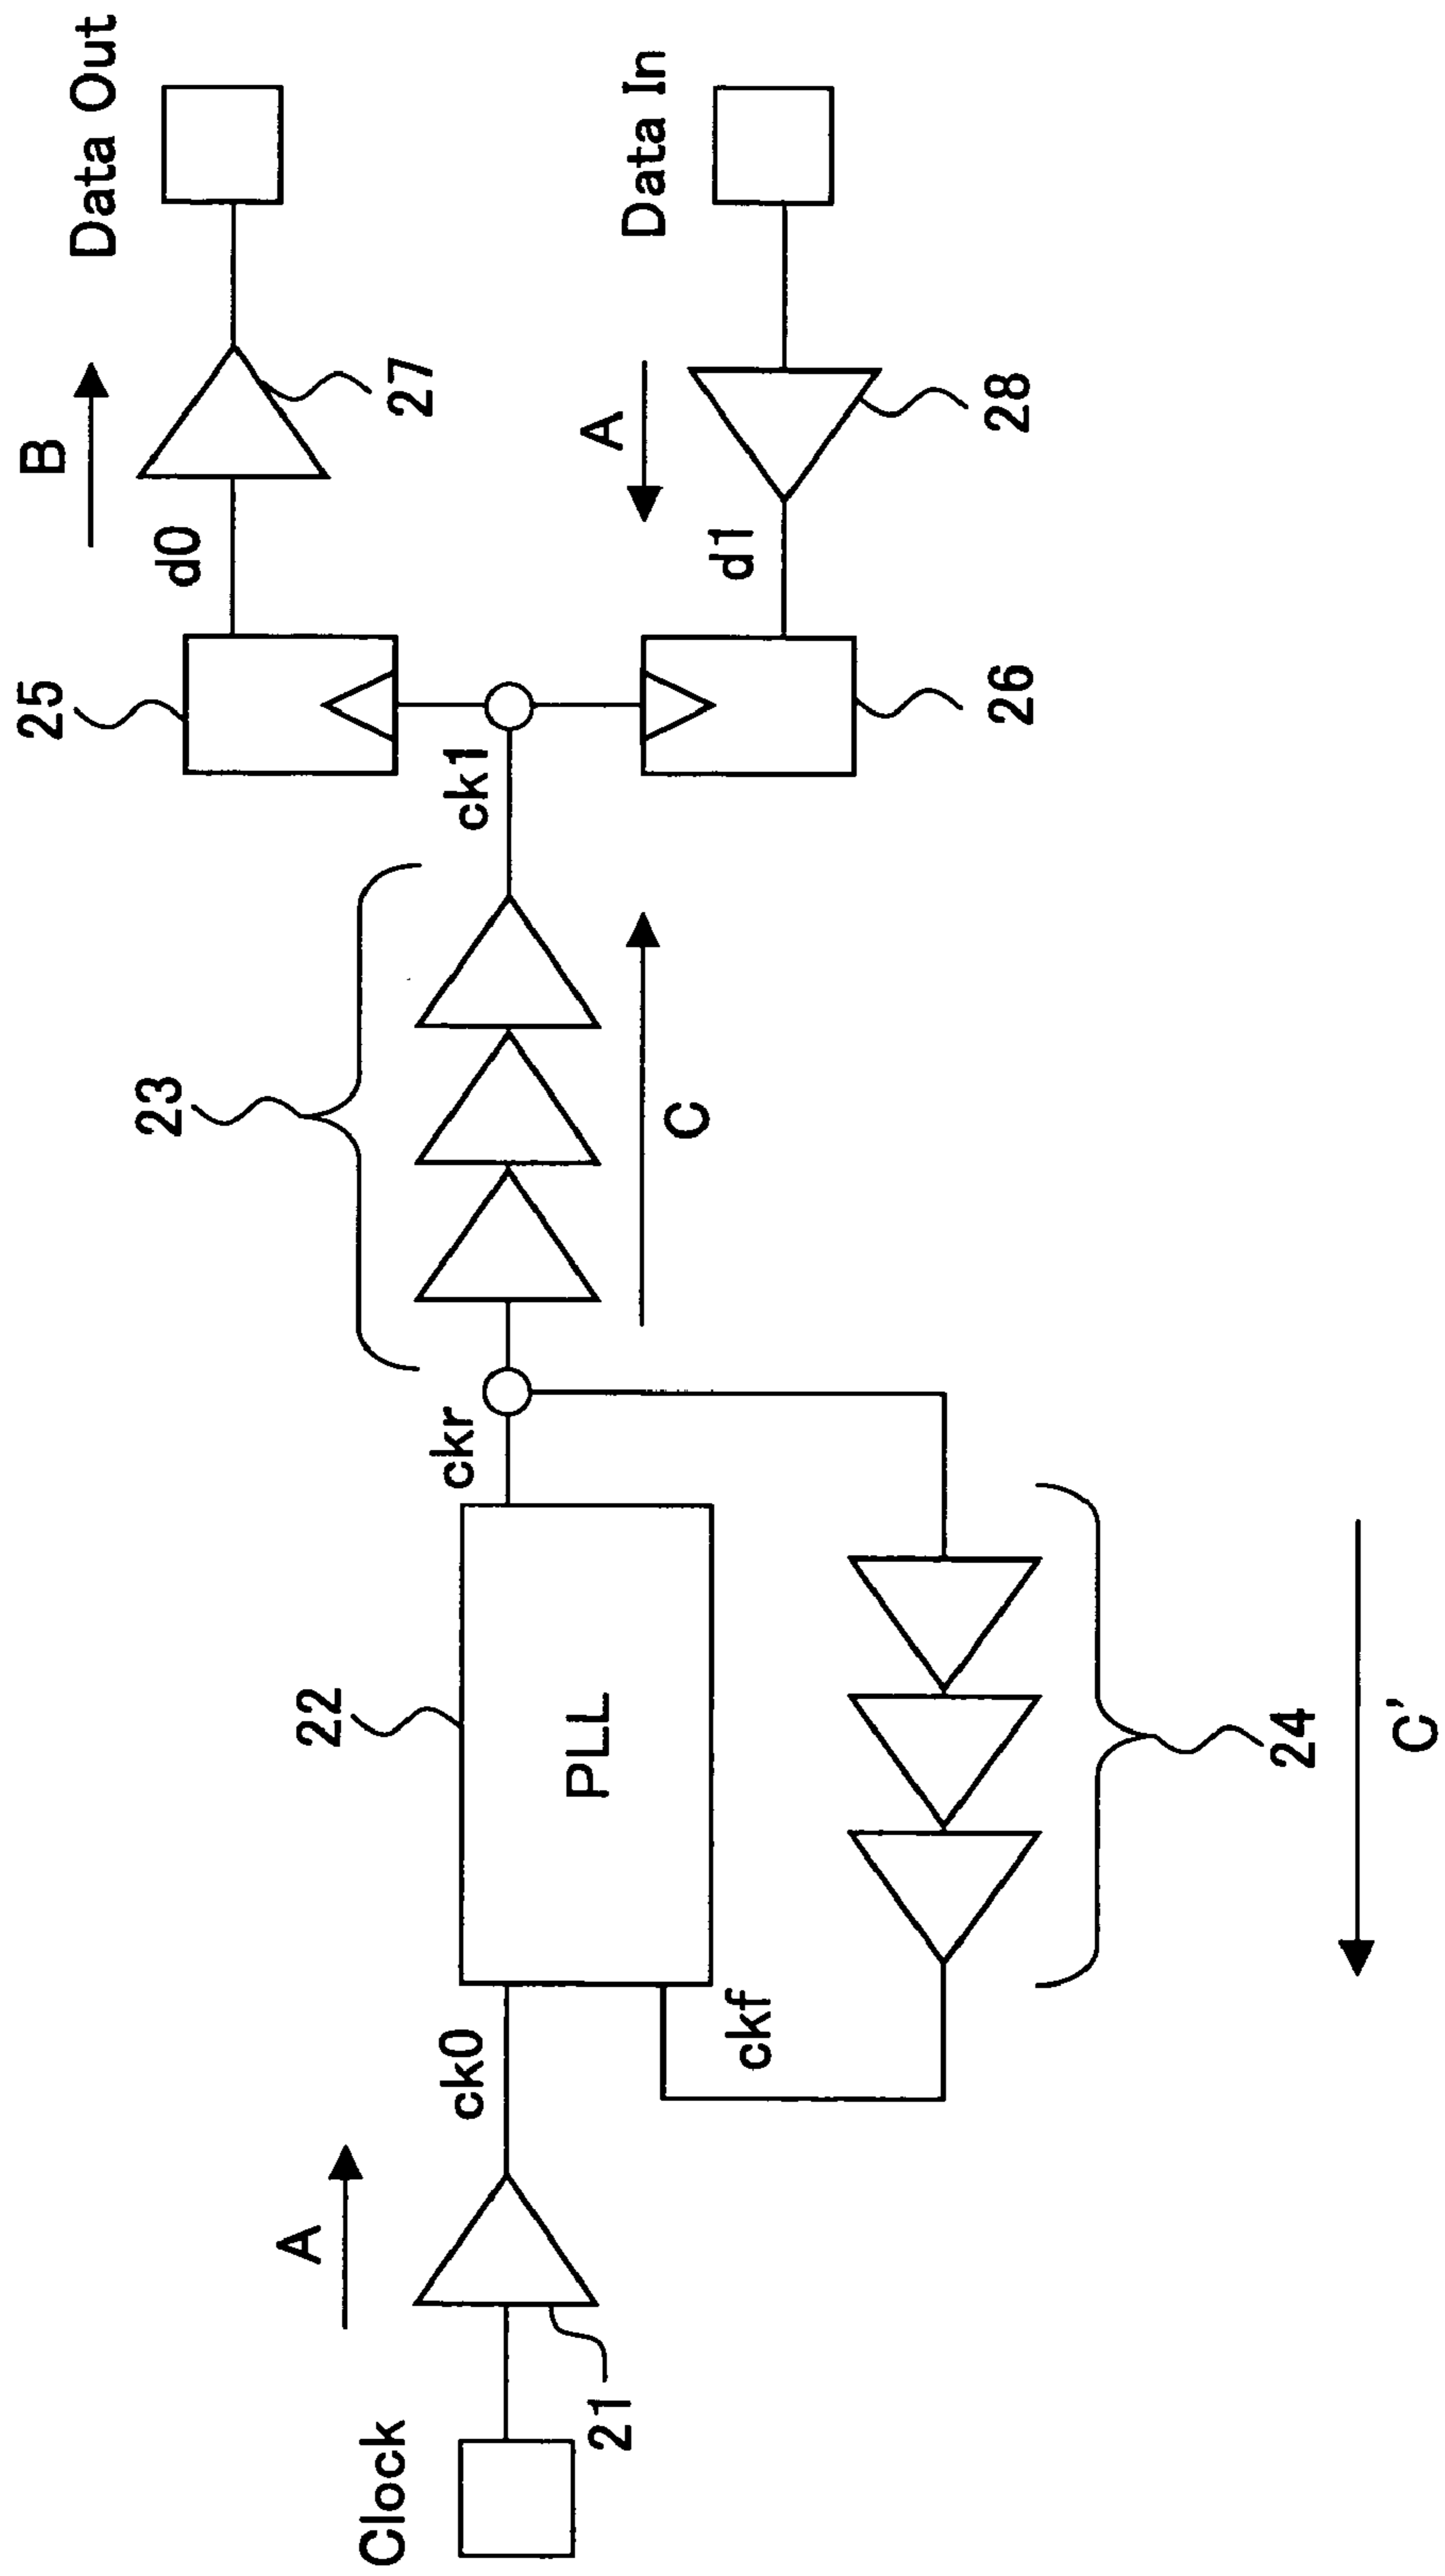 Clock
21
A
ck0
22
PLL
ckf
24
C'
ckr
23
C
ck1
25
26
d0
B
27
Data Out
d1
A
28
Data In